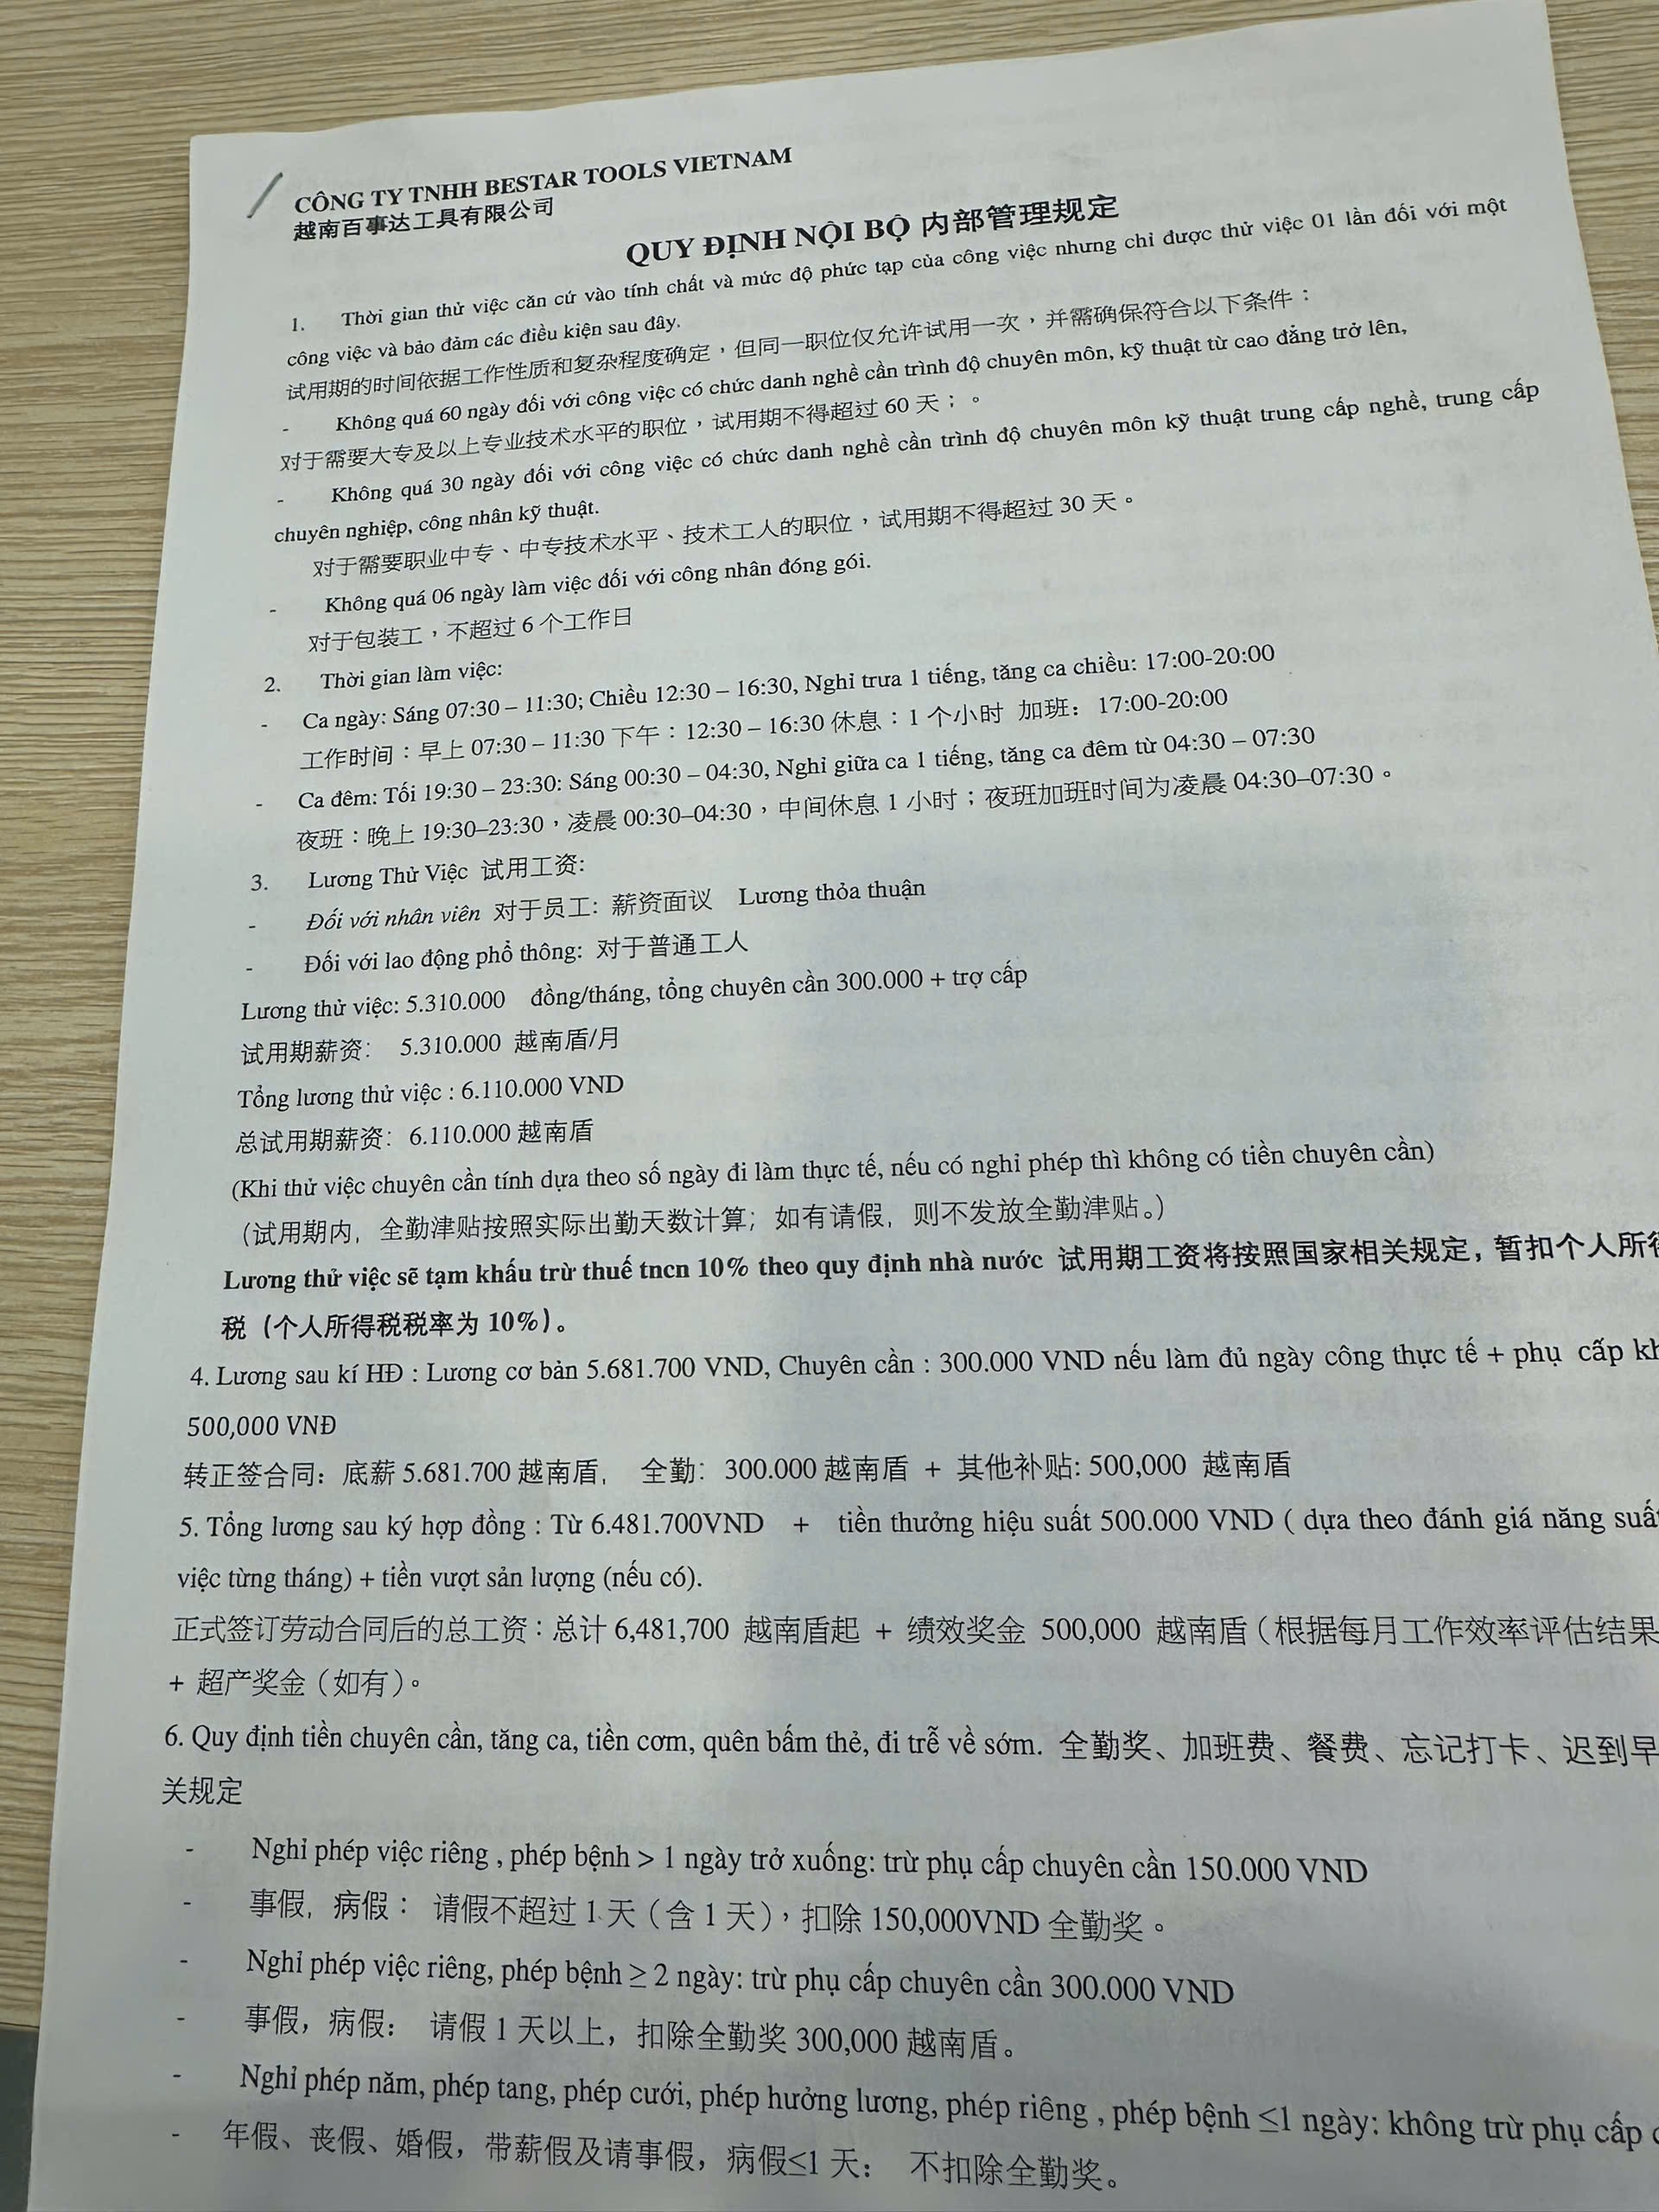 CÔNG TY TNHH BESTAR TOOLS VIETNAM
越南百事达工具有限公司
QUY ĐỊNH NỘI BỘ 内部管理规定
1. Thời gian thử việc căn cứ vào tính chất và mức độ phức tạp của công việc nhưng chỉ được thử việc 01 lần đối với một
công việc và bảo đảm các điều kiện sau đây.
试用期的时间依据工作性质和复杂程度确定，但同一职位仅允许试用一次，并需确保符合以下条件：
- Không quá 60 ngày đối với công việc có chức danh nghề cần trình độ chuyên môn, kỹ thuật từ cao đẳng trở lên,
对于需要大专及以上专业技术水平的职位，试用期不得超过 60 天；。
- Không quá 30 ngày đối với công việc có chức danh nghề cần trình độ chuyên môn kỹ thuật trung cấp nghề, trung cấp
chuyên nghiệp, công nhân kỹ thuật.
对于需要职业中专、中专技术水平、技术工人的职位，试用期不得超过 30 天。
- Không quá 06 ngày làm việc đối với công nhân đóng gói.
对于包装工，不超过 6 个工作日
2. Thời gian làm việc:
- Ca ngày: Sáng 07:30 – 11:30; Chiều 12:30 – 16:30, Nghỉ trưa 1 tiếng, tăng ca chiều: 17:00-20:00
工作时间：早上 07:30 – 11:30 下午：12:30 – 16:30 休息：1 个小时 加班: 17:00-20:00
- Ca đêm: Tối 19:30 – 23:30: Sáng 00:30 – 04:30, Nghỉ giữa ca 1 tiếng, tăng ca đêm từ 04:30 – 07:30
夜班：晚上 19:30–23:30，凌晨 00:30–04:30，中间休息 1 小时；夜班加班时间为凌晨 04:30–07:30。
3. Lương Thử Việc 试用工资:
- Đối với nhân viên 对于员工: 薪资面议 Lương thỏa thuận
- Đối với lao động phổ thông: 对于普通工人
Lương thử việc: 5.310.000 đồng/tháng, tổng chuyên cần 300.000 + trợ cấp
试用期薪资: 5.310.000 越南盾/月
Tổng lương thử việc : 6.110.000 VND
总试用期薪资: 6.110.000 越南盾
(Khi thử việc chuyên cần tính dựa theo số ngày đi làm thực tế, nếu có nghỉ phép thì không có tiền chuyên cần)
（试用期内，全勤津贴按照实际出勤天数计算；如有请假，则不发放全勤津贴。）
Lương thử việc sẽ tạm khấu trừ thuế tncn 10% theo quy định nhà nước 试用期工资将按照国家相关规定，暂扣个人所得
税（个人所得税税率为 10%）。
4. Lương sau kí HĐ : Lương cơ bản 5.681.700 VND, Chuyên cần : 300.000 VND nếu làm đủ ngày công thực tế + phụ cấp kh
500,000 VNĐ
转正签合同: 底薪 5.681.700 越南盾, 全勤: 300.000 越南盾 + 其他补贴: 500,000 越南盾
5. Tổng lương sau ký hợp đồng : Từ 6.481.700VND + tiền thưởng hiệu suất 500.000 VND ( dựa theo đánh giá năng suất
việc từng tháng) + tiền vượt sản lượng (nếu có).
正式签订劳动合同后的总工资：总计 6,481,700 越南盾起 + 绩效奖金 500,000 越南盾（根据每月工作效率评估结果
+ 超产奖金（如有）。
6. Quy định tiền chuyên cần, tăng ca, tiền cơm, quên bấm thẻ, đi trễ về sớm. 全勤奖、加班费、餐费、忘记打卡、迟到早
关规定
- Nghỉ phép việc riêng , phép bệnh > 1 ngày trở xuống: trừ phụ cấp chuyên cần 150.000 VND
- 事假, 病假： 请假不超过 1 天（含 1 天），扣除 150,000VND 全勤奖。
- Nghỉ phép việc riêng, phép bệnh ≥ 2 ngày: trừ phụ cấp chuyên cần 300.000 VND
- 事假，病假: 请假 1 天以上，扣除全勤奖 300,000 越南盾。
- Nghỉ phép năm, phép tang, phép cưới, phép hưởng lương, phép riêng , phép bệnh ≤1 ngày: không trừ phụ cấp c
- 年假、丧假、婚假，带薪假及请事假，病假≤1 天: 不扣除全勤奖。